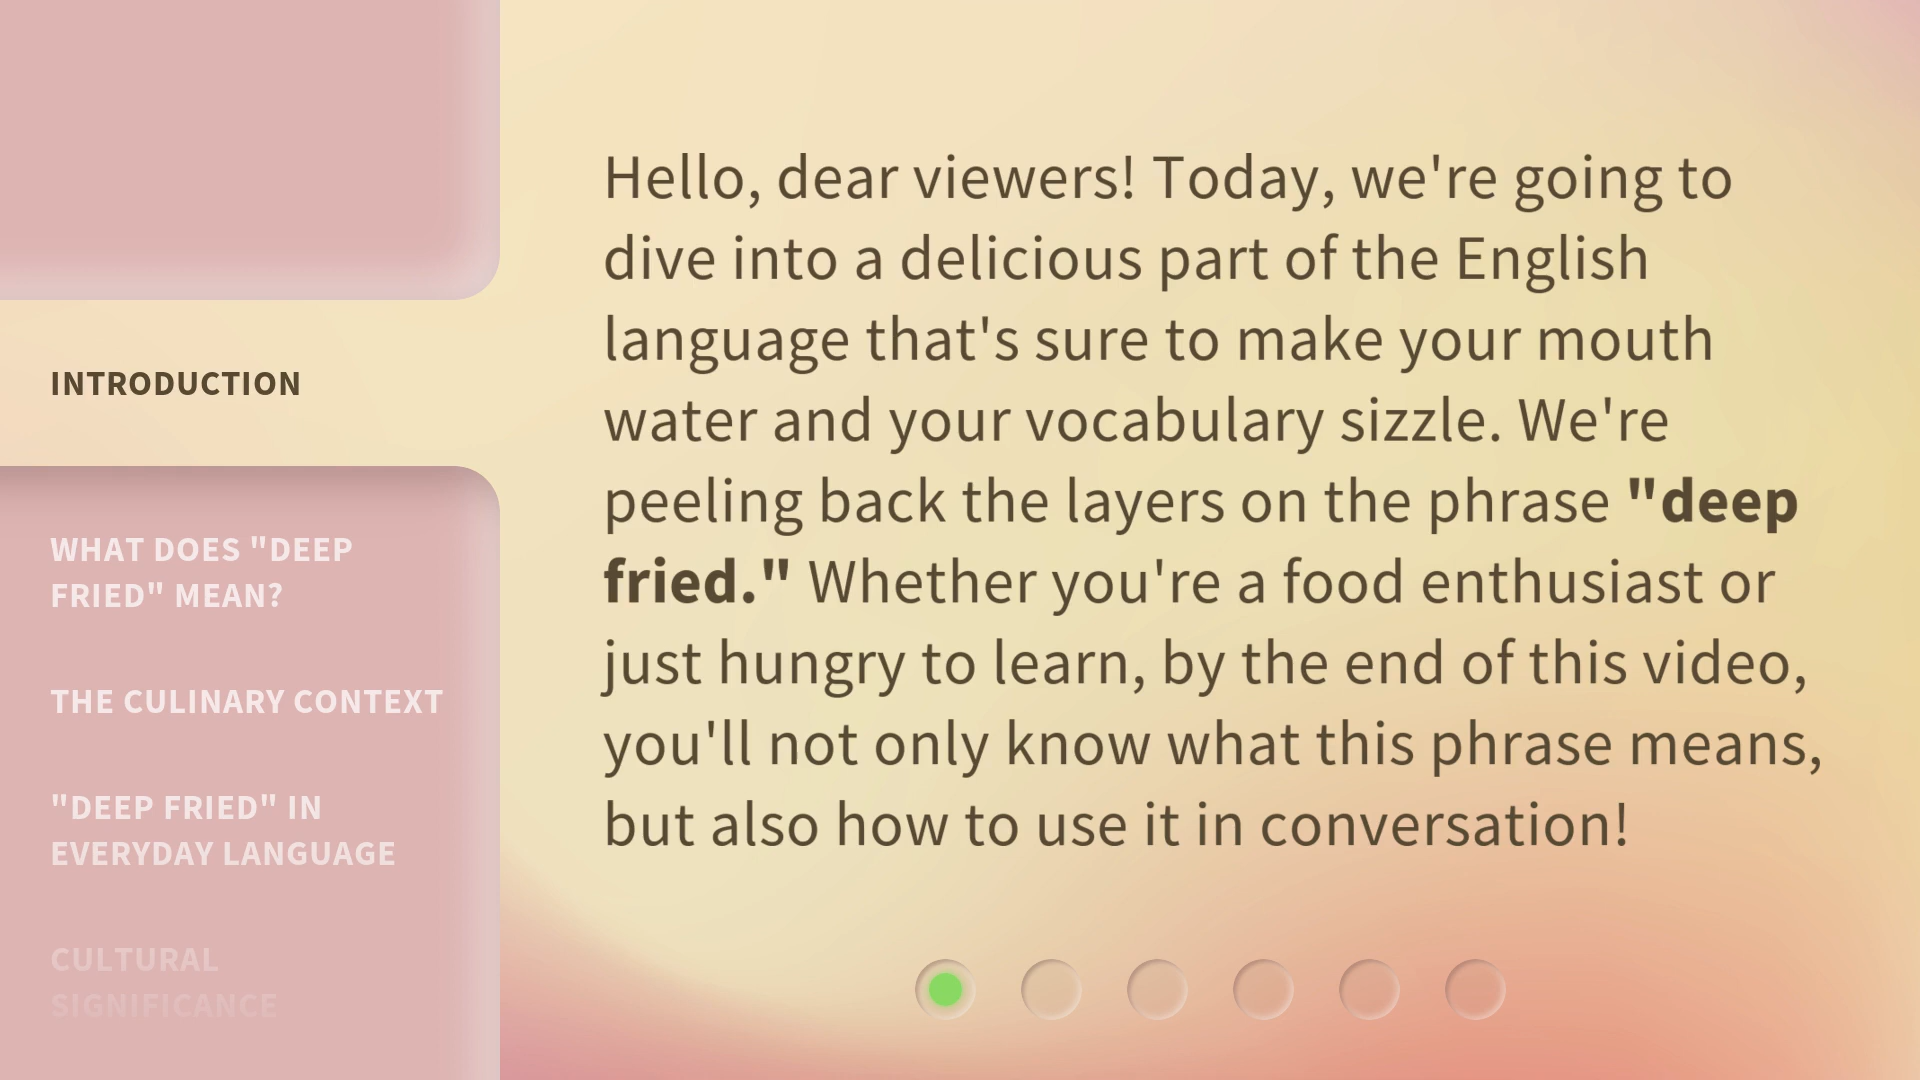 INTRODUCTION
WHAT DOES "DEEP
FRIED" MEAN?
THE CULINARY CONTEXT
"DEEP FRIED" IN
EVERYDAY LANGUAGE
CULTURAL
SIGNIFICANCE
Hello, dear viewers! Today, we're going to
dive into a delicious part of the English
language that's sure to make your mouth
water and your vocabulary sizzle. We're
peeling back the layers on the phrase "deep
fried." Whether you're a food enthusiast or
just hungry to learn, by the end of this video,
you'll not only know what this phrase means,
but also how to use it in conversation!